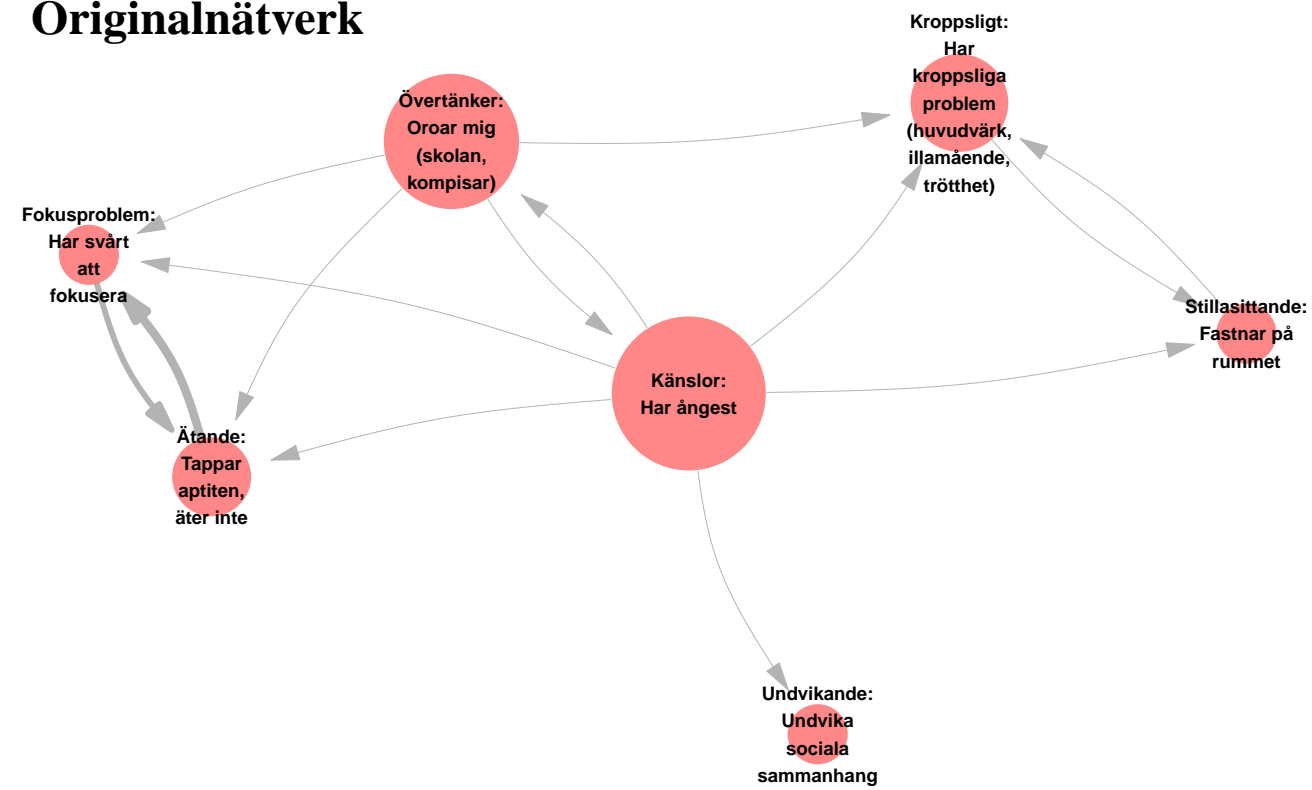 Originalnätverk
Kroppsligt:
Har
kroppsliga
problem
(huvudvärk,
illamående,
trötthet)
Övertänker:
Oroar mig
(skolan,
kompisar)
Fokusproblem:
Har svårt
att
fokusera
Stillasittande:
Fastnar på
rummet
Känslor:
Har ångest
Ätande:
Tappar
aptiten,
äter inte
Undvikande:
Undvika
sociala
sammanhang